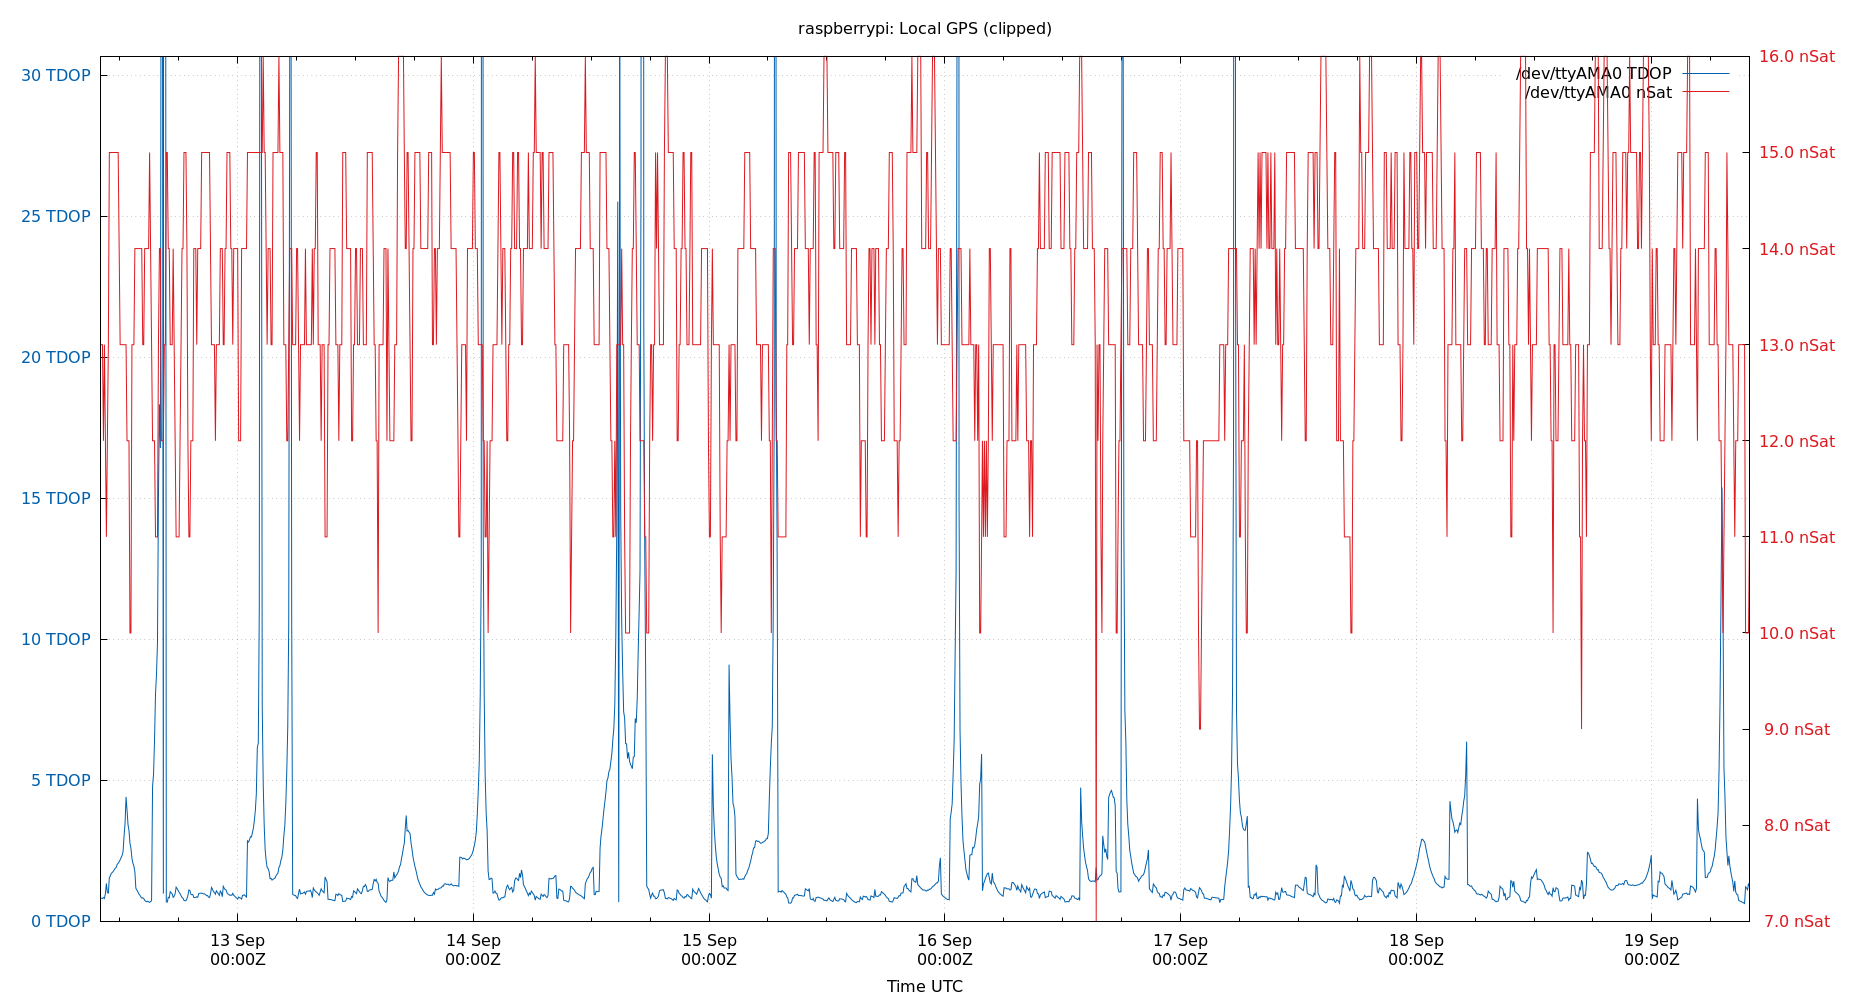 raspberrypi: Local GPS (clipped)
30 TDOP
25 TDOP
20 TDOP
15 TDOP
10 TDOP
5 TDOP
0 TDOP
16.0 nSat
15.0 nSat
14.0 nSat
13.0 nSat
12.0 nSat
11.0 nSat
10.0 nSat
9.0 nSat
8.0 nSat
7.0 nSat
/dev/ttyAMA0 TDOP
/dev/ttyAMA0 nSat
13 Sep
00:00Z
14 Sep
00:00Z
15 Sep
00:00Z
16 Sep
00:00Z
17 Sep
00:00Z
18 Sep
00:00Z
19 Sep
00:00Z
Time UTC